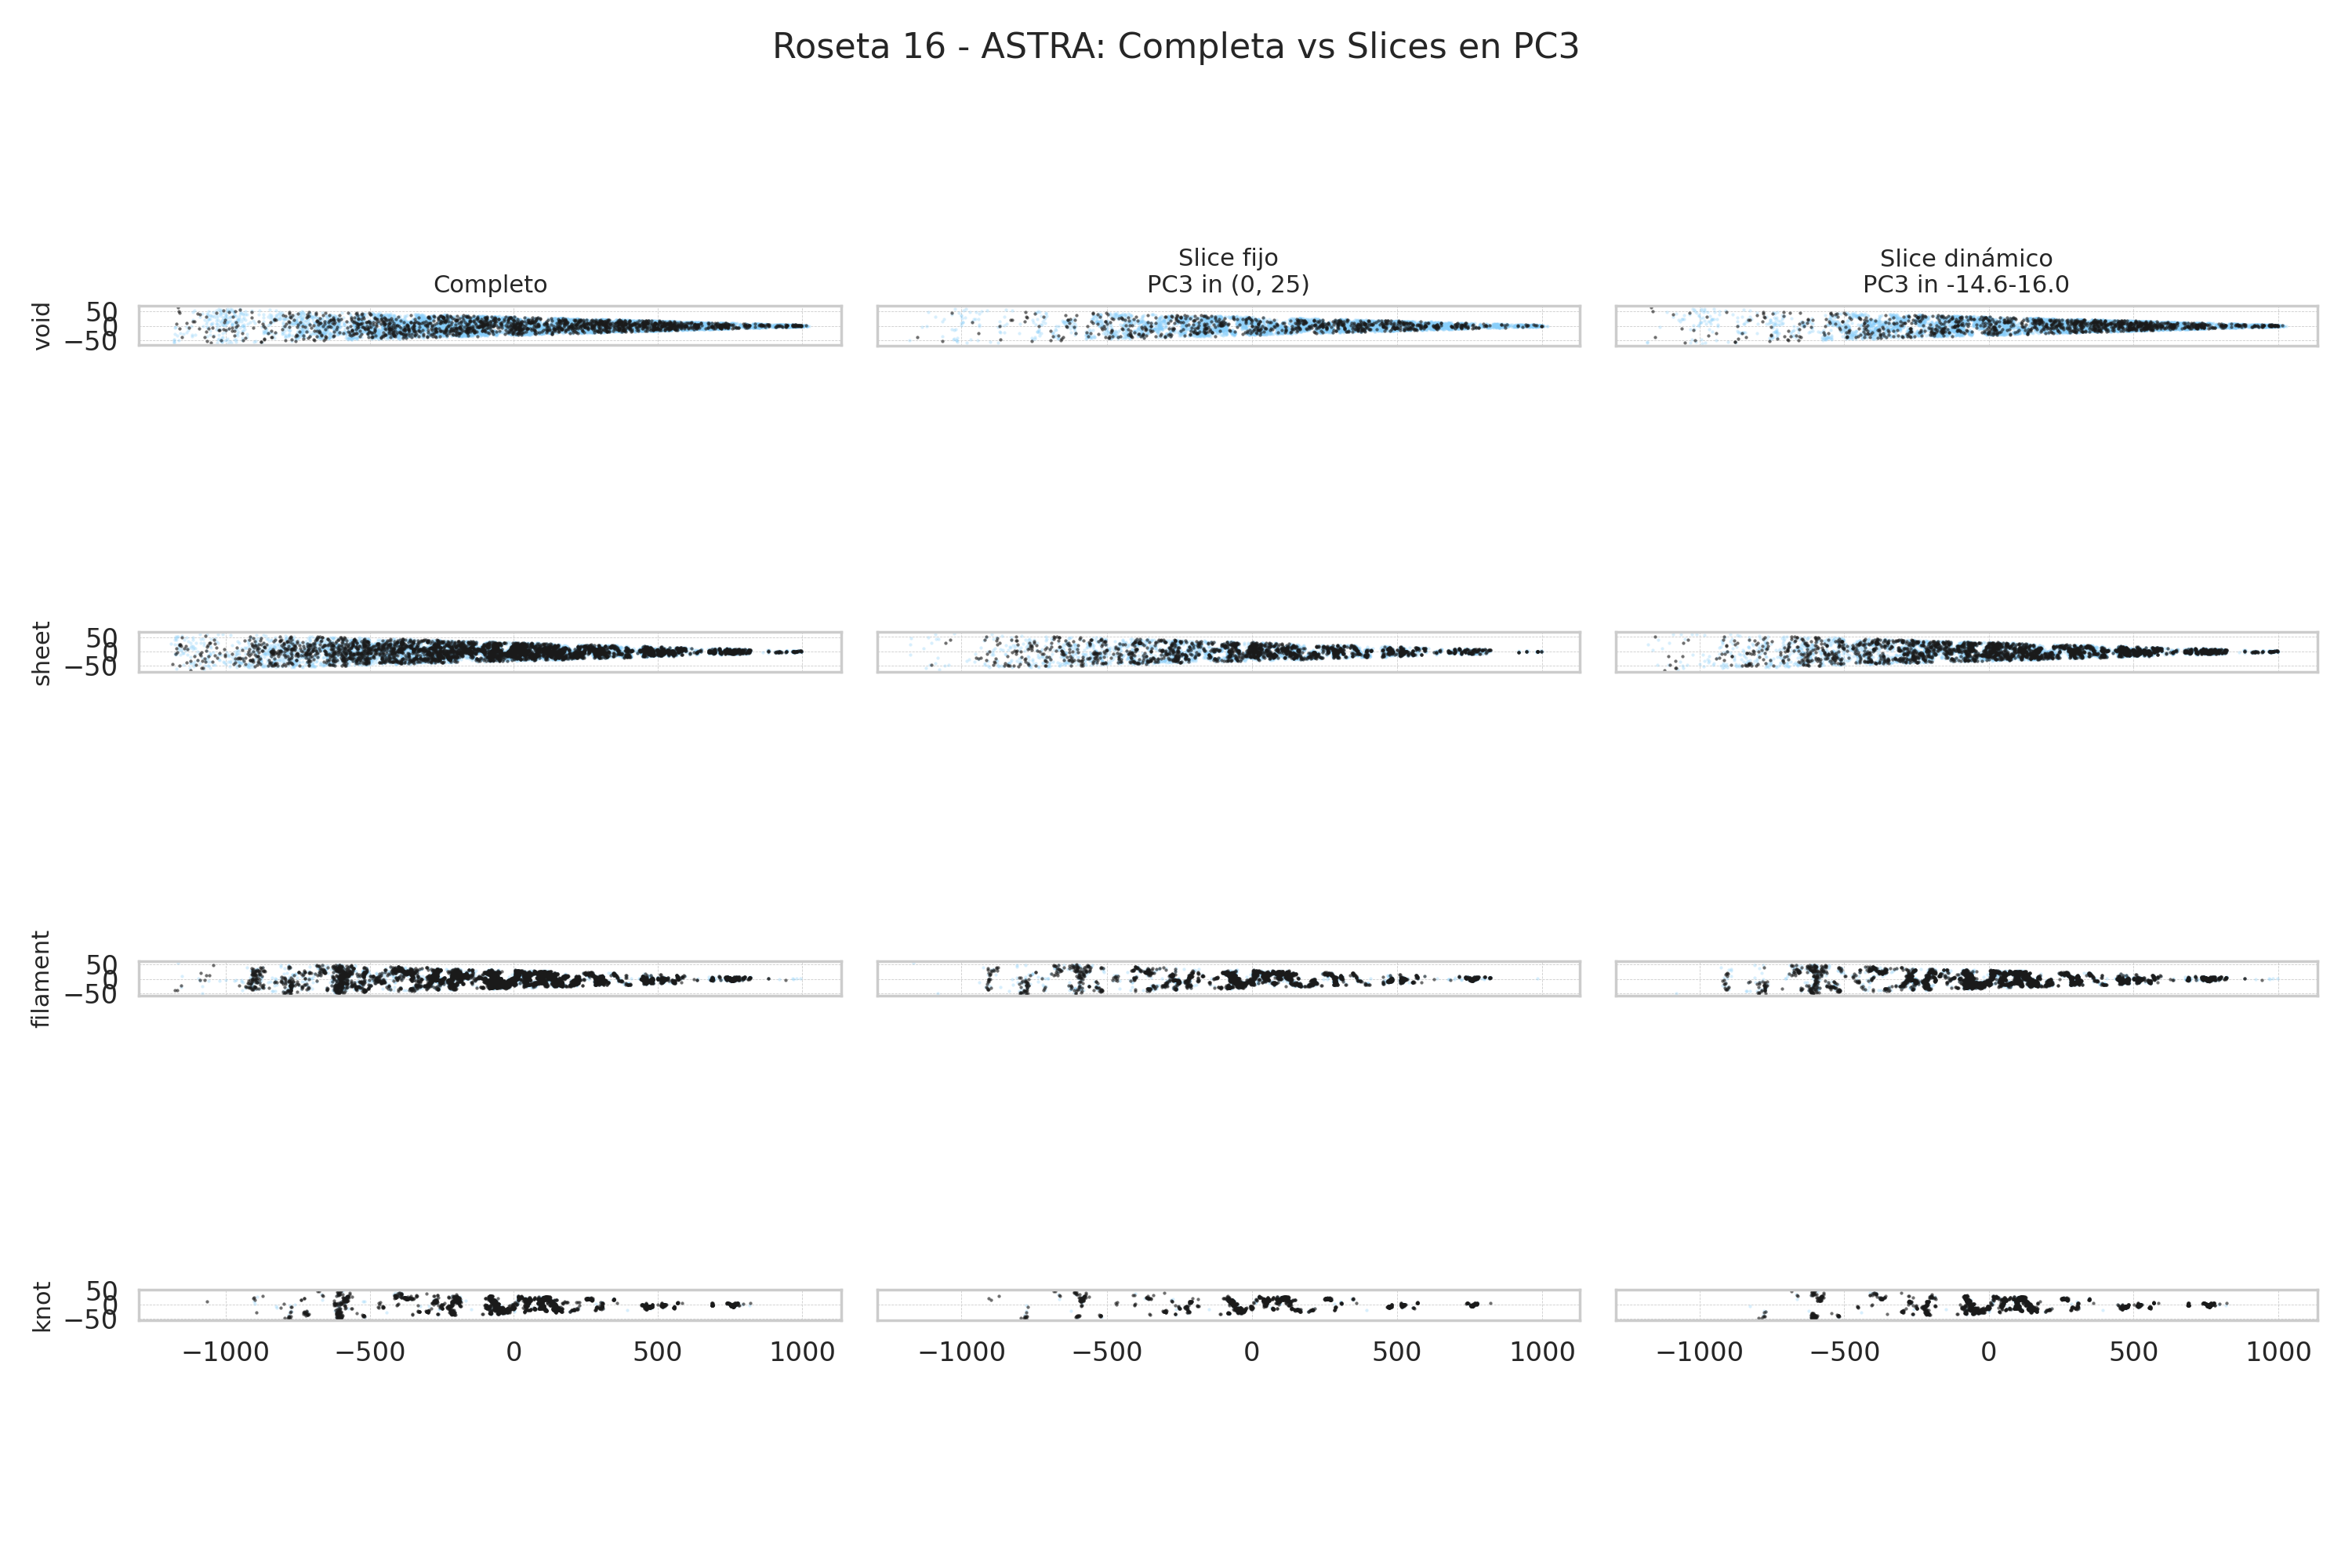 Roseta 16 - ASTRA: Completa vs Slices en PC3
Completo
Slice fijo
PC3 in (0, 25)
Slice dinámico
PC3 in -14.6-16.0
void
50
0
−50
sheet
50
0
−50
filament
50
0
−50
knot
50
0
−50
−1000 −500 0 500 1000
−1000 −500 0 500 1000
−1000 −500 0 500 1000